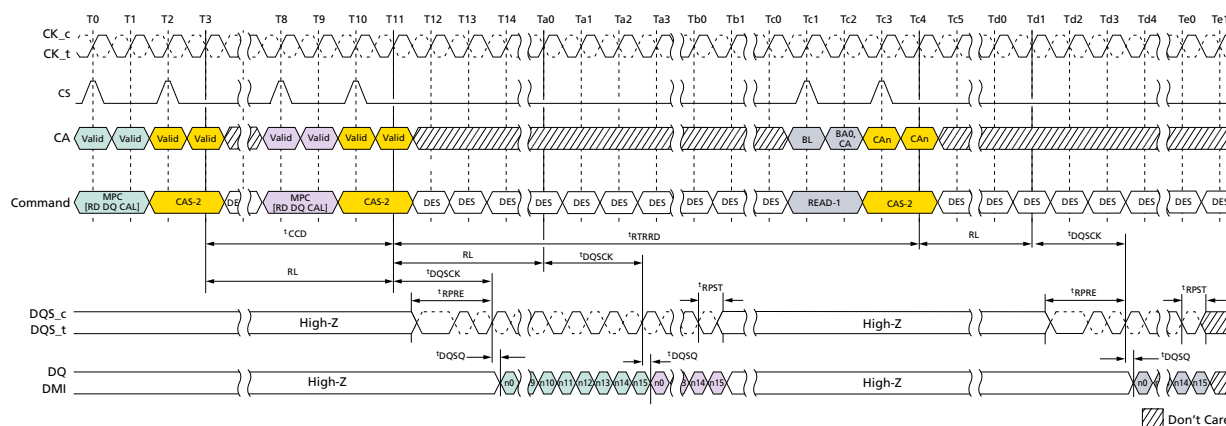 T0 T1 T2 T3 T8 T9 T10 T11 T12 T13 T14 Ta0 Ta1 Ta2 Ta3 Tb0 Tb1 Tc0 Tc1 Tc2 Tc3 Tc4 Tc5 Td0 Td1 Td2 Td3 Td4 Te0 Te1
CK_c
CK_t
CS
CA Valid Valid Valid Valid Valid Valid Valid Valid BL BA0, CA CAn CAn
Command MPC [RD DQ CAL] CAS-2 DE MPC [RD DQ CAL] CAS-2 DES DES DES DES DES DES DES DES DES DES READ-1 CAS-2 DES DES DES DES DES DES DES DES
tCCD tRTRRD RL tDQSCK
RL RL tDQSCK
tDQSCK
tRPRE tRPST tRPRE tRPST
DQS_c
DQS_t High-Z High-Z
tDQSQ tDQSQ tDQSQ
DQ
DMI High-Z n0 9 n10 n11 n12 n13 n14 n15 n0 3 n14 n15 High-Z n0 n14 n15
Don't Care